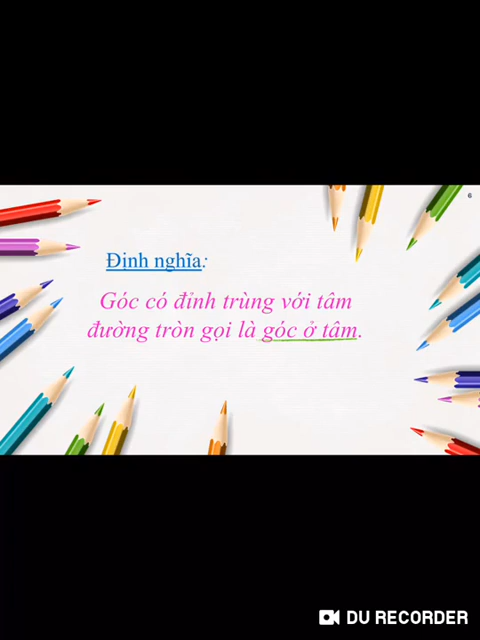 6
Định nghĩa:
Góc có đỉnh trùng với tâm
đường tròn gọi là góc ở tâm.
DU RECORDER